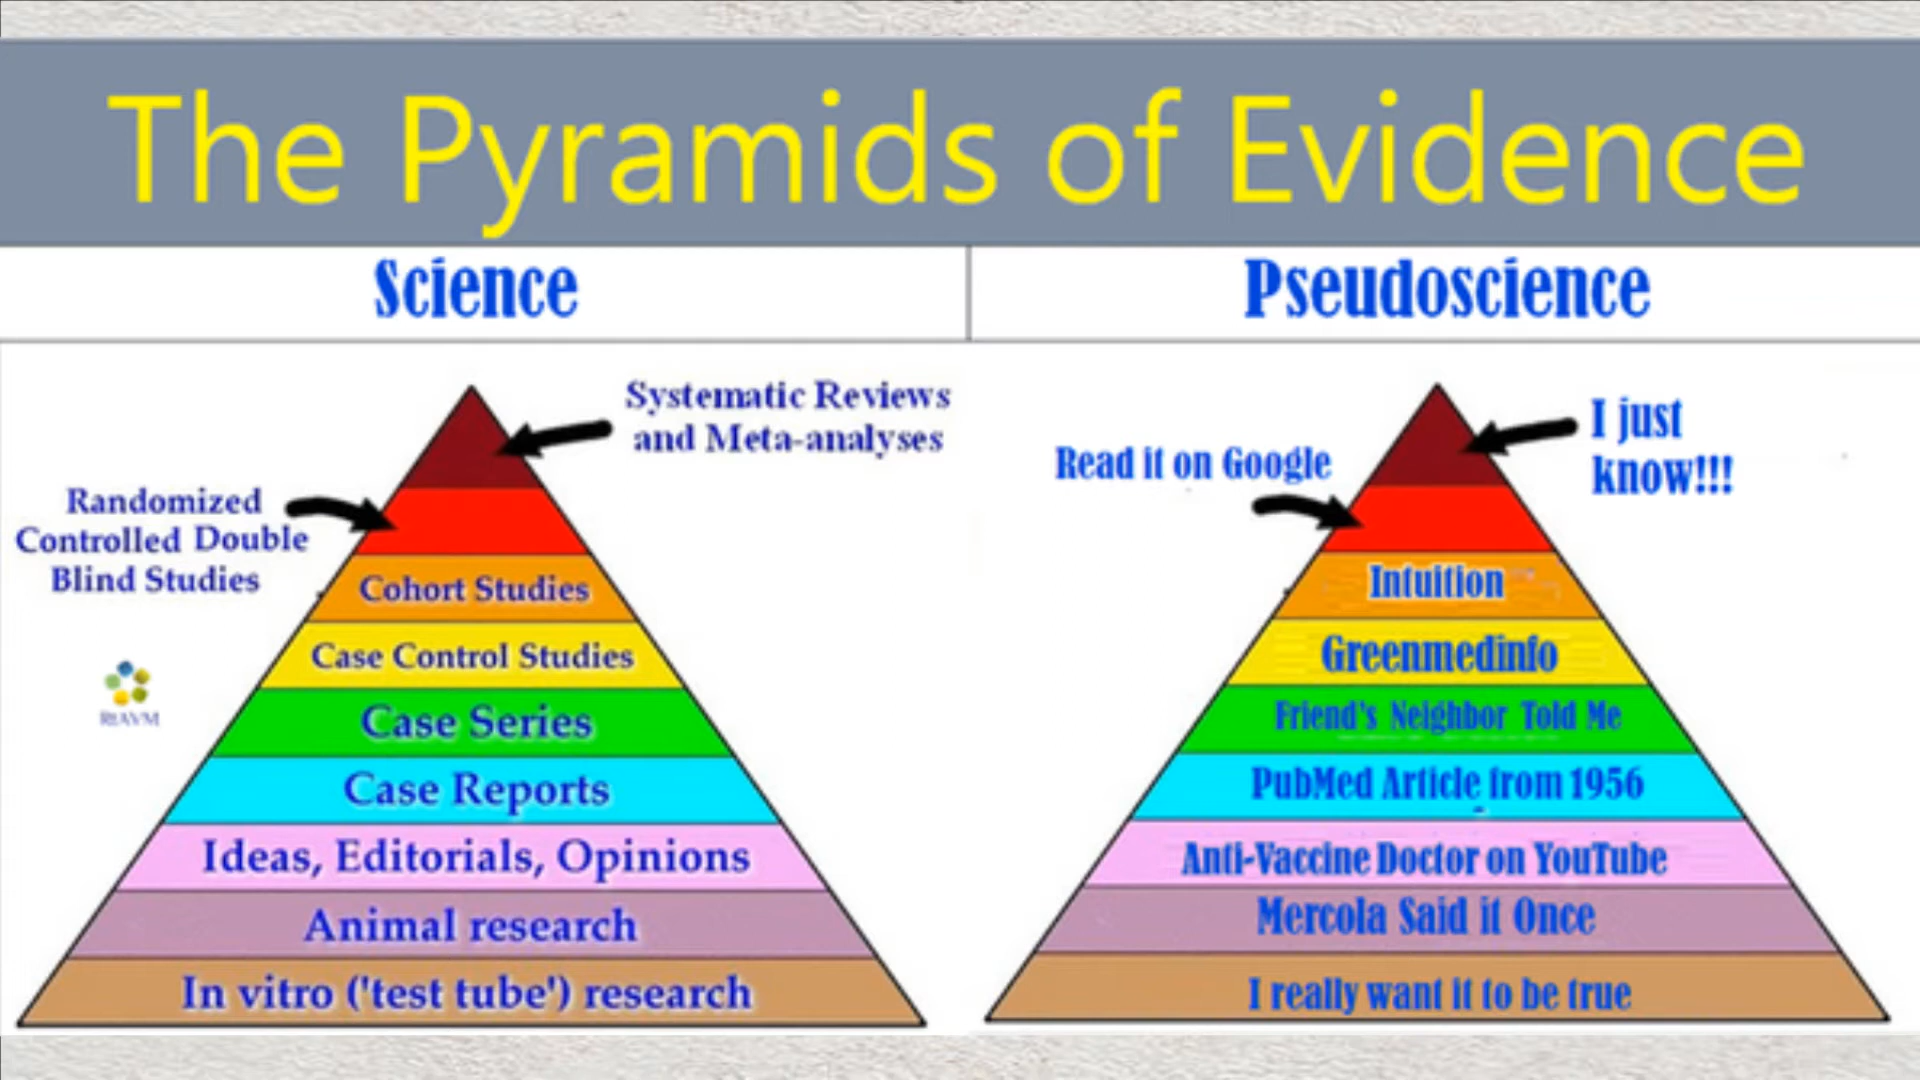 The Pyramids of Evidence
Science
Pseudoscience
Systematic Reviews
and Meta-analyses
Randomized
Controlled Double
Blind Studies
Cohort Studies
Case Control Studies
Case Series
Case Reports
Ideas, Editorials, Opinions
Animal research
In vitro ('test tube') research
RtAVM
I just
know!!!
Read it on Google
Intuition
Greenmedinfo
Friend's Neighbor Told Me
PubMed Article from 1956
Anti-Vaccine Doctor on YouTube
Mercola Said it Once
I really want it to be true